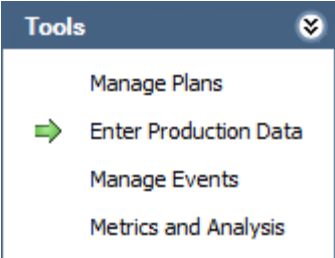 Tools
Manage Plans
Enter Production Data
Manage Events
Metrics and Analysis